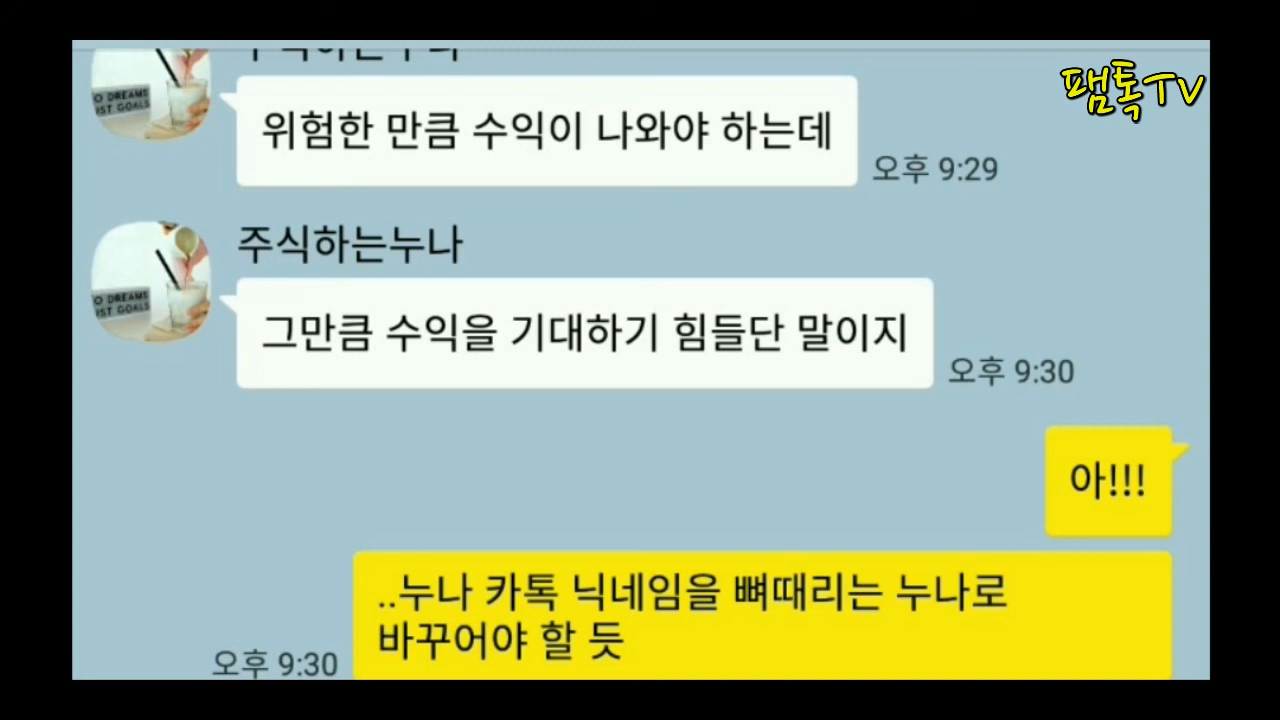 팸톡TV
위험한 만큼 수익이 나와야 하는데
오후 9:29
주식하는누나
그만큼 수익을 기대하기 힘들단 말이지
오후 9:30
아!!!
..누나 카톡 닉네임을 뼈때리는 누나로
바꾸어야 할 듯
오후 9:30